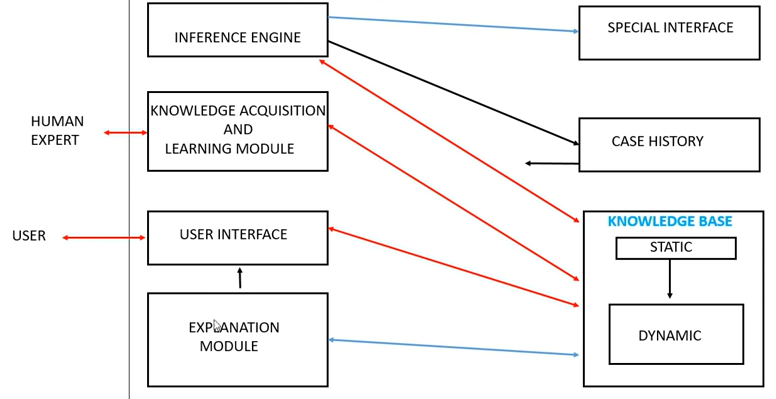 INFERENCE ENGINE
SPECIAL INTERFACE
HUMAN
EXPERT
KNOWLEDGE ACQUISITION
AND
LEARNING MODULE
CASE HISTORY
USER
USER INTERFACE
KNOWLEDGE BASE
STATIC
EXPLANATION
MODULE
DYNAMIC